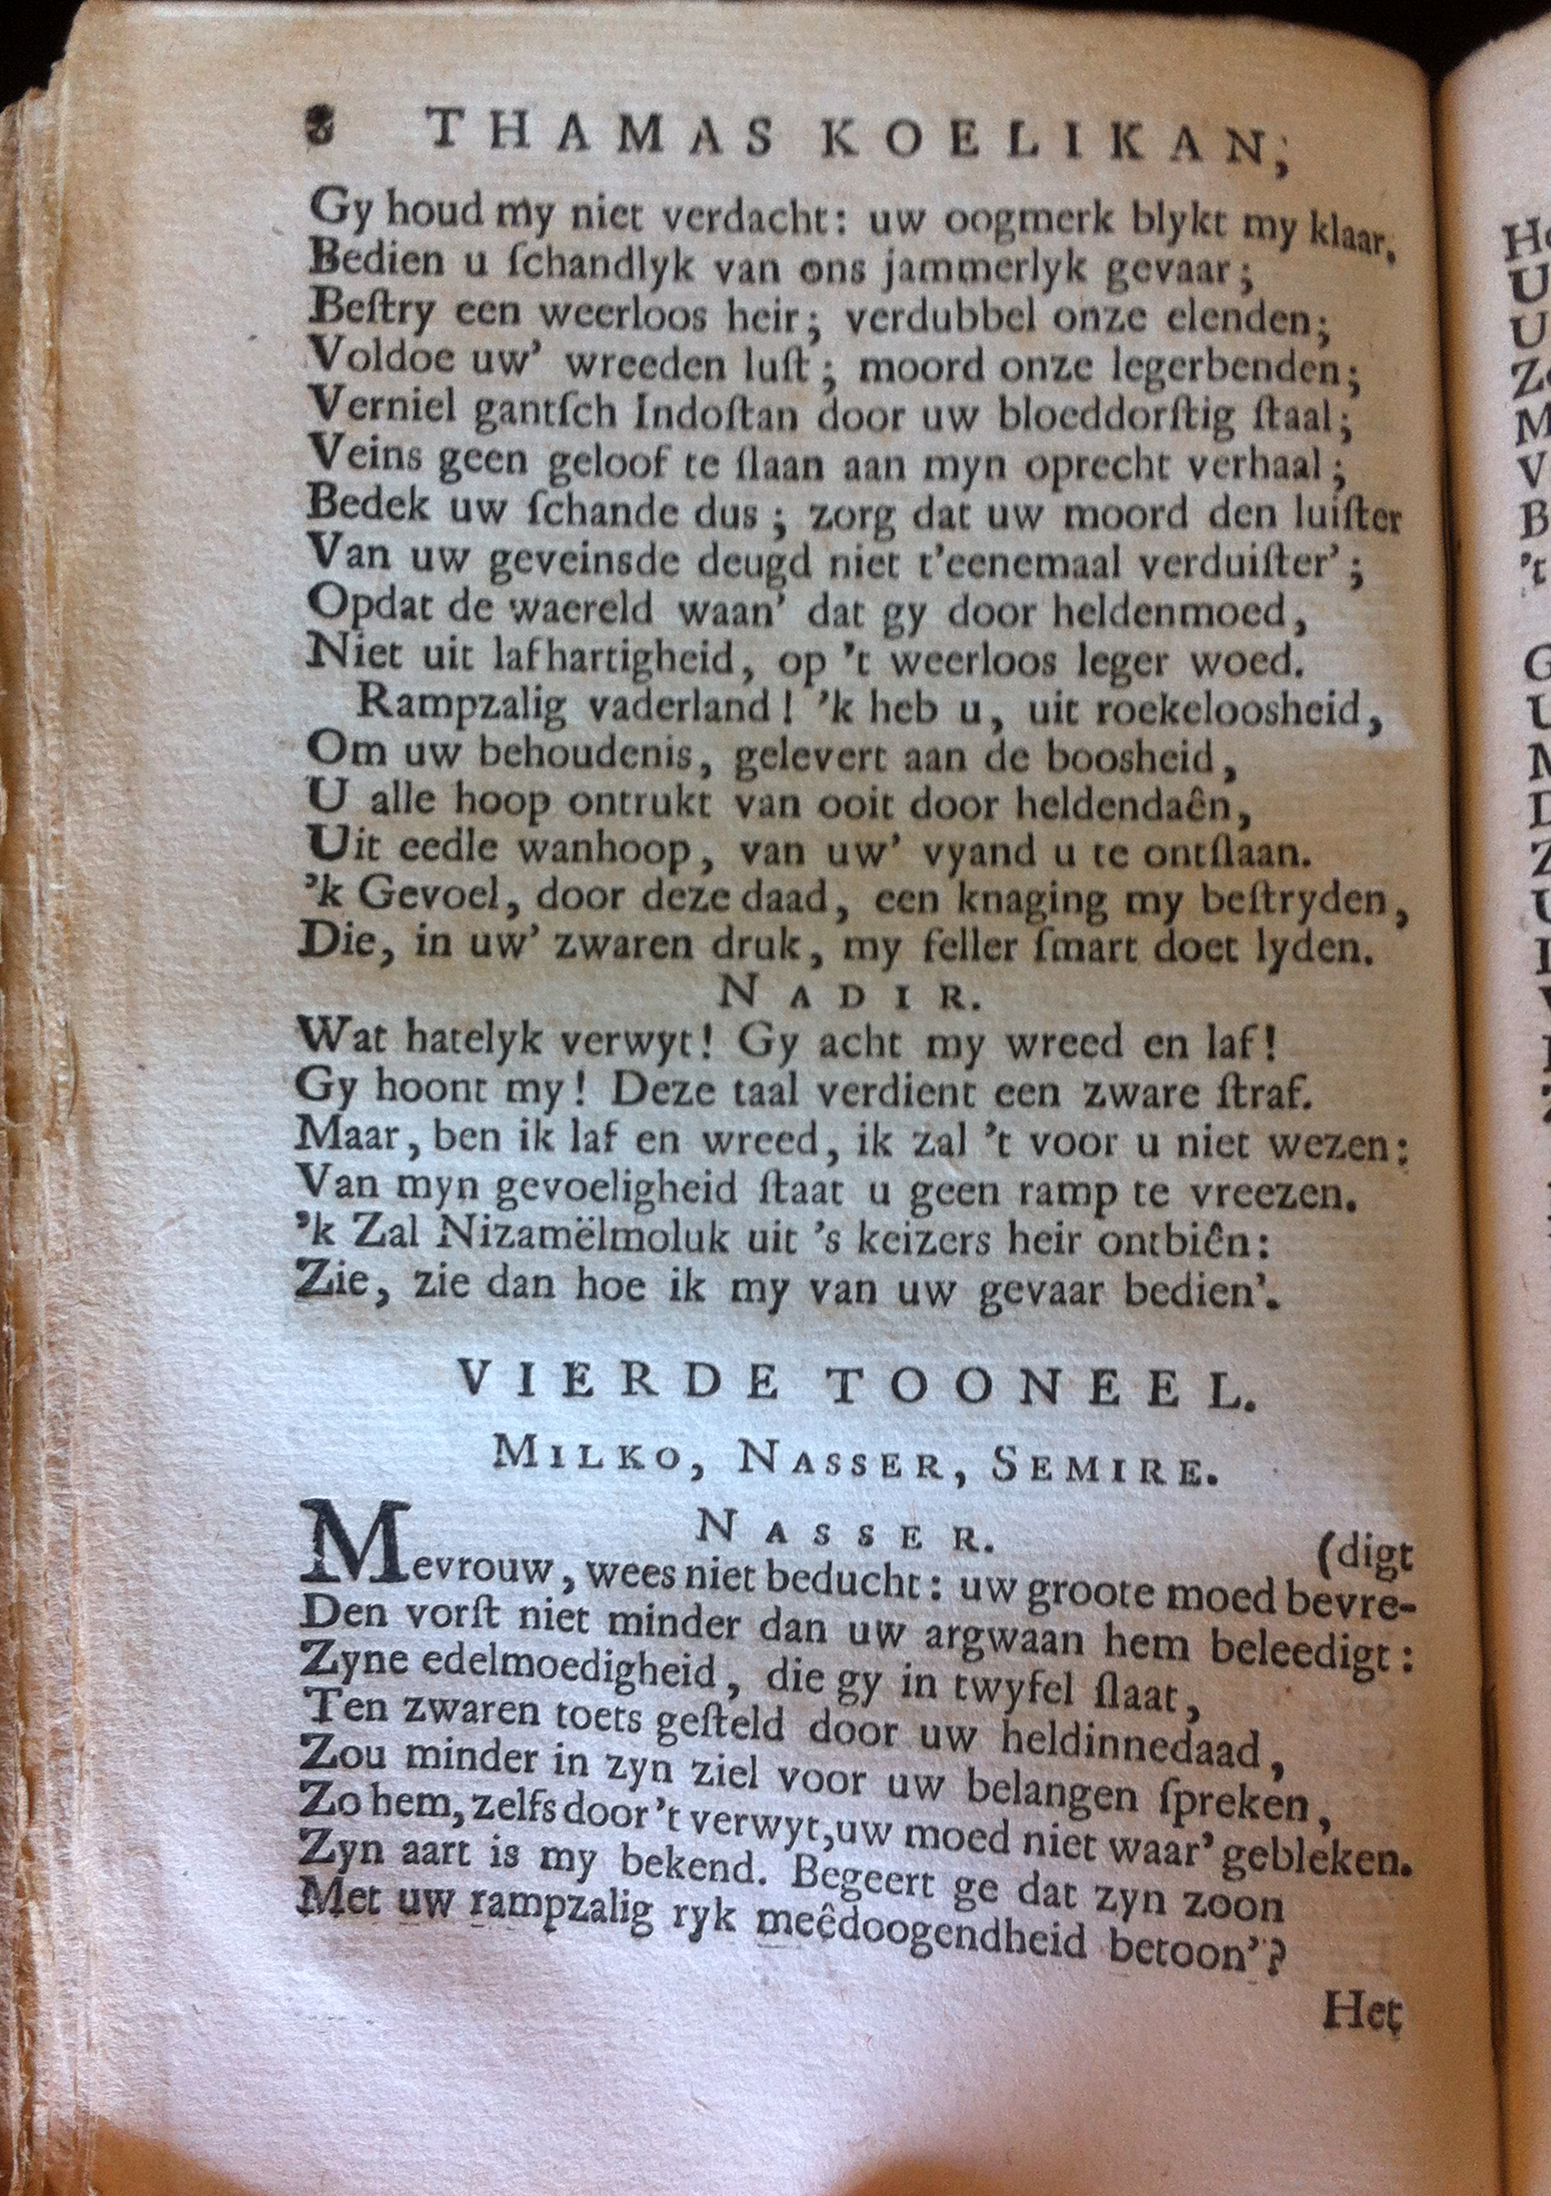 8 THAMAS KOELIKAN,
Gy houd my niet verdacht: uw oogmerk blykt my klaar.
Bedien u ſchandlyk van ons jammerlyk gevaar;
Beſtry een weerloos heir; verdubbel onze elenden;
Voldoe uw' wreeden luſt; moord onze legerbenden;
Verniel gantſch Indoſtan door uw bloeddorſtig ſtaal;
Veins geen geloof te ſlaan aan myn oprecht verhaal;
Bedek uw ſchande dus; zorg dat uw moord den luiſter
Van uw geveinsde deugd niet t'eenemaal verduiſter';
Opdat de waereld waan' dat gy door heldenmoed,
Niet uit lafhartigheid, op 't weerloos leger woed.
Rampzalig vaderland! 'k heb u, uit roekeloosheid,
Om uw behoudenis, gelevert aan de boosheid,
U alle hoop ontrukt van ooit door heldendaên,
Uit eedle wanhoop, van uw' vyand u te ontſlaan.
'k Gevoel, door deze daad, een knaging my beſtryden,
Die, in uw' zwaren druk, my feller ſmart doet lyden.
NADIR.
Wat hatelyk verwyt! Gy acht my wreed en laf!
Gy hoont my! Deze taal verdient een zware ſtraf.
Maar, ben ik laf en wreed, ik zal 't voor u niet wezen:
Van myn gevoeligheid ſtaat u geen ramp te vreezen.
'k Zal Nizamëlmoluk uit 's keizers heir ontbiên:
Zie, zie dan hoe ik my van uw gevaar bedien'.
VIERDE TOONEEL.
MILKO, NASSER, SEMIRE.
NASSER. (digt
Mevrouw, wees niet beducht: uw groote moed bevre-
Den vorſt niet minder dan uw argwaan hem beleedigt:
Zyne edelmoedigheid, die gy in twyfel ſlaat,
Ten zwaren toets geſteld door uw heldinnedaad,
Zou minder in zyn ziel voor uw belangen ſpreken,
Zo hem, zelfs door 't verwyt, uw moed niet waar' gebleken.
Zyn aart is my bekend. Begeert ge dat zyn zoon
Met uw rampzalig ryk meêdoogendheid betoon'?
Het